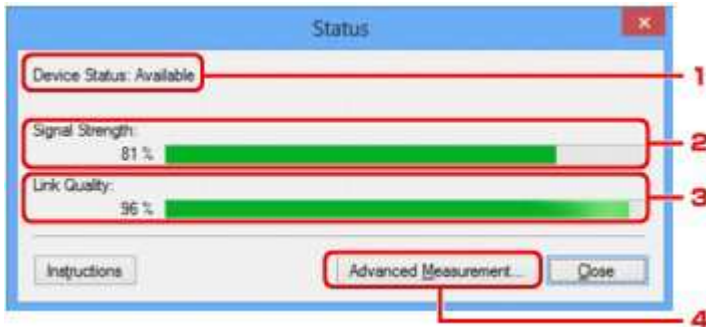 Status
Device Status: Available
1
Signal Strength:
81 %
2
Link Quality:
96 %
3
Instructions
Advanced Measurement...
Close
4